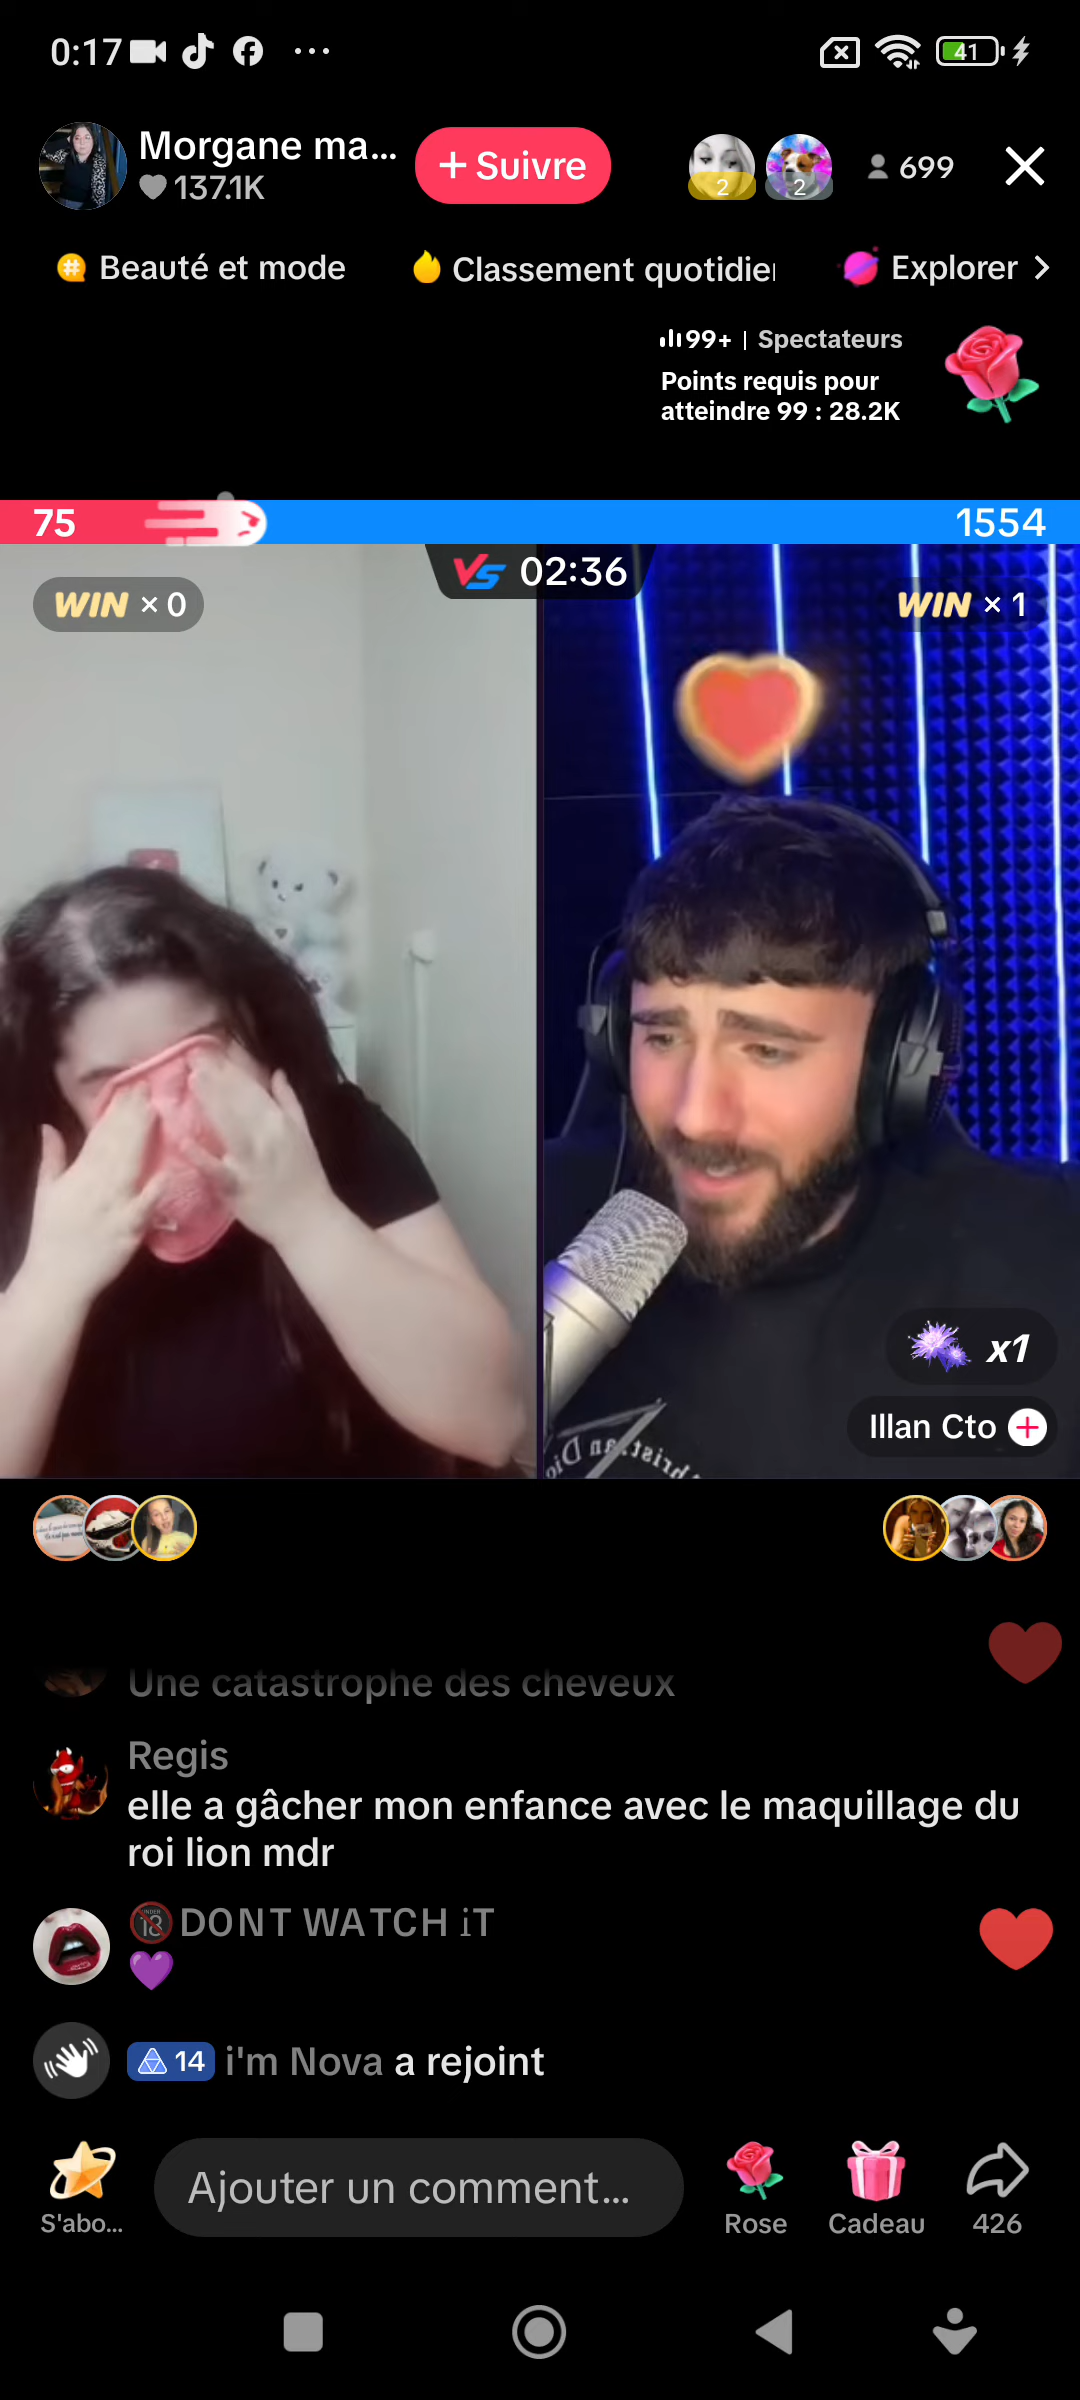 0:17
41
Morgane ma...
137.1K
+ Suivre
2
2
699
Beauté et mode
Classement quotidie
Explorer >
99+ | Spectateurs
Points requis pour
atteindre 99 : 28.2K
75
1554
VS 02:36
WIN × 0
WIN × 1
x1
Illan Cto
Une catastrophe des cheveux
Regis
elle a gâcher mon enfance avec le maquillage du
roi lion mdr
🔞DONT WATCH iT
💜
14 i'm Nova a rejoint
S'abo...
Ajouter un comment...
Rose
Cadeau
426